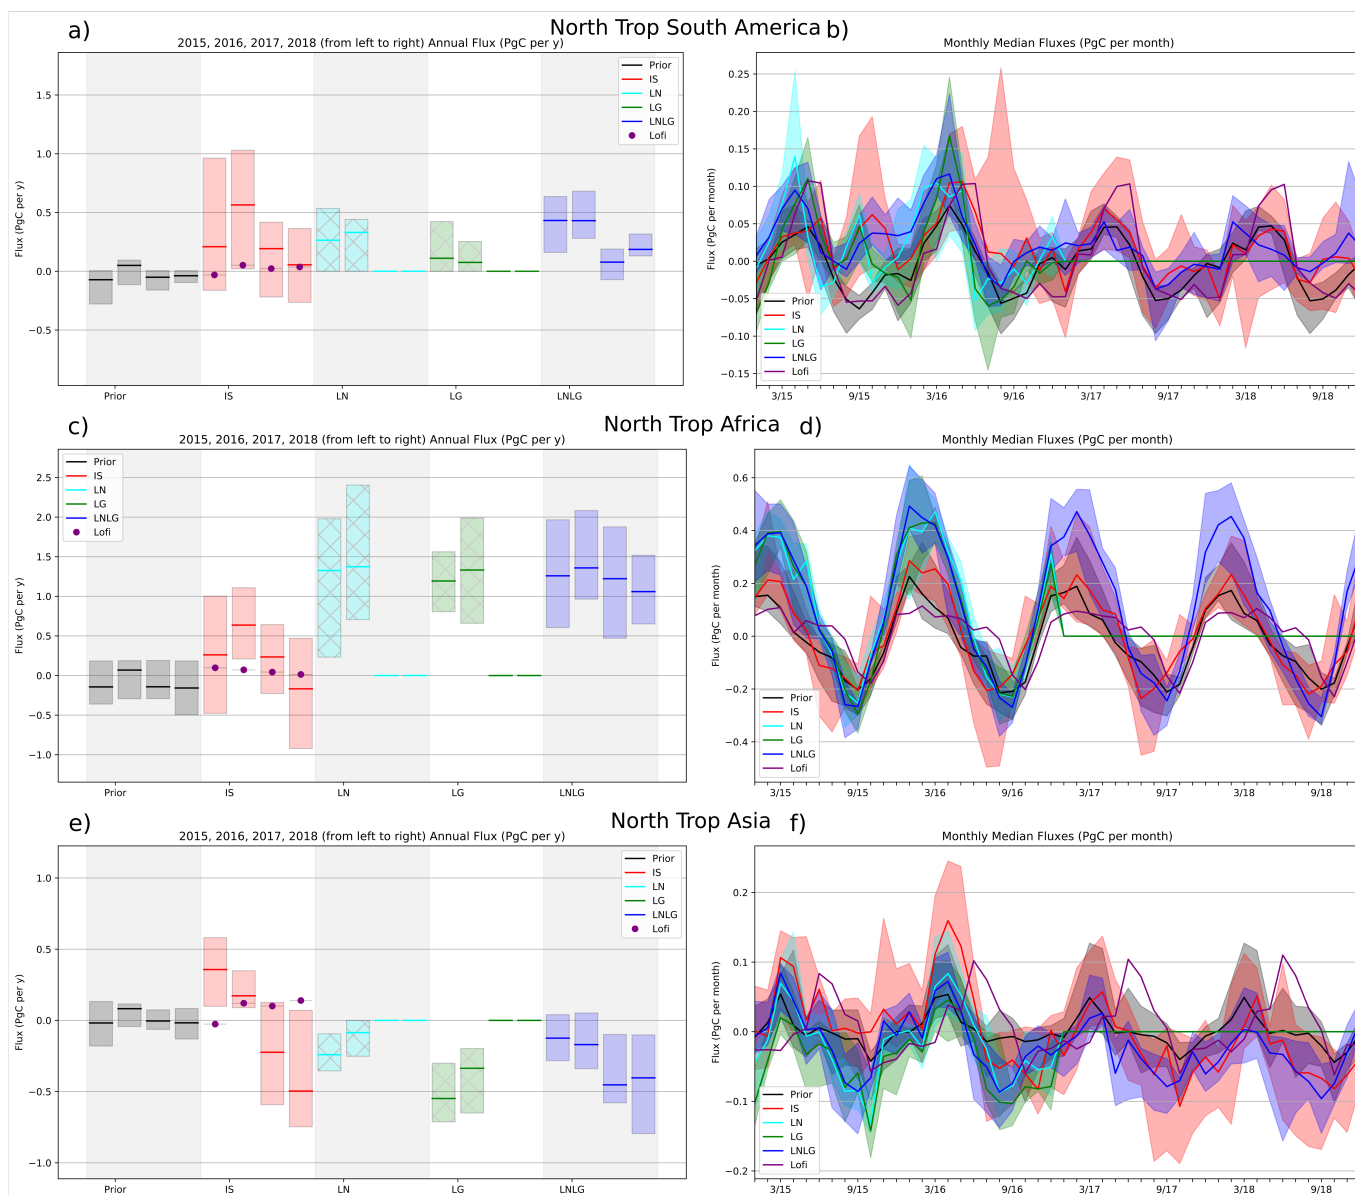 a) North Trop South America b)
2015, 2016, 2017, 2018 (from left to right) Annual Flux (PgC per y)
Monthly Median Fluxes (PgC per month)
Flux (PgC per y)
1.5
1.0
0.5
0.0
−0.5
Prior
IS
LN
LG
LNLG
Lofi
Prior IS LN LG LNLG
Flux (PgC per month)
0.25
0.20
0.15
0.10
0.05
0.00
−0.05
−0.10
−0.15
Prior
IS
LN
LG
LNLG
Lofi
3/15 9/15 3/16 9/16 3/17 9/17 3/18 9/18
c) North Trop Africa d)
2015, 2016, 2017, 2018 (from left to right) Annual Flux (PgC per y)
Monthly Median Fluxes (PgC per month)
Flux (PgC per y)
2.5
2.0
1.5
1.0
0.5
0.0
−0.5
−1.0
Prior
IS
LN
LG
LNLG
Lofi
Prior IS LN LG LNLG
Flux (PgC per month)
0.6
0.4
0.2
0.0
−0.2
−0.4
Prior
IS
LN
LG
LNLG
Lofi
3/15 9/15 3/16 9/16 3/17 9/17 3/18 9/18
e) North Trop Asia f)
2015, 2016, 2017, 2018 (from left to right) Annual Flux (PgC per y)
Monthly Median Fluxes (PgC per month)
Flux (PgC per y)
1.0
0.5
0.0
−0.5
−1.0
Prior
IS
LN
LG
LNLG
Lofi
Prior IS LN LG LNLG
Flux (PgC per month)
0.2
0.1
0.0
−0.1
−0.2
Prior
IS
LN
LG
LNLG
Lofi
3/15 9/15 3/16 9/16 3/17 9/17 3/18 9/18